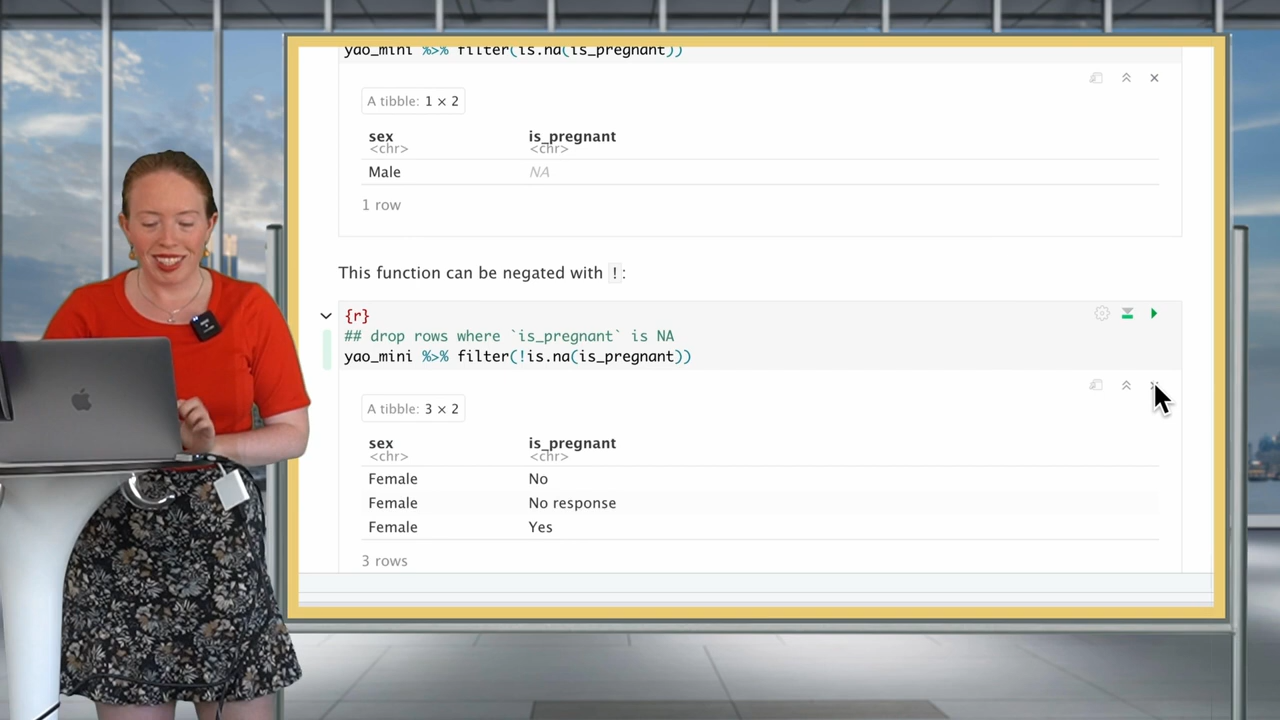 yao_mini %>% filter(is.na(is_pregnant))
A tibble: 1 × 2
sex is_pregnant
<chr> <chr>
Male NA
1 row
This function can be negated with !:
{r}
## drop rows where `is_pregnant` is NA
yao_mini %>% filter(!is.na(is_pregnant))
A tibble: 3 × 2
sex is_pregnant
<chr> <chr>
Female No
Female No response
Female Yes
3 rows